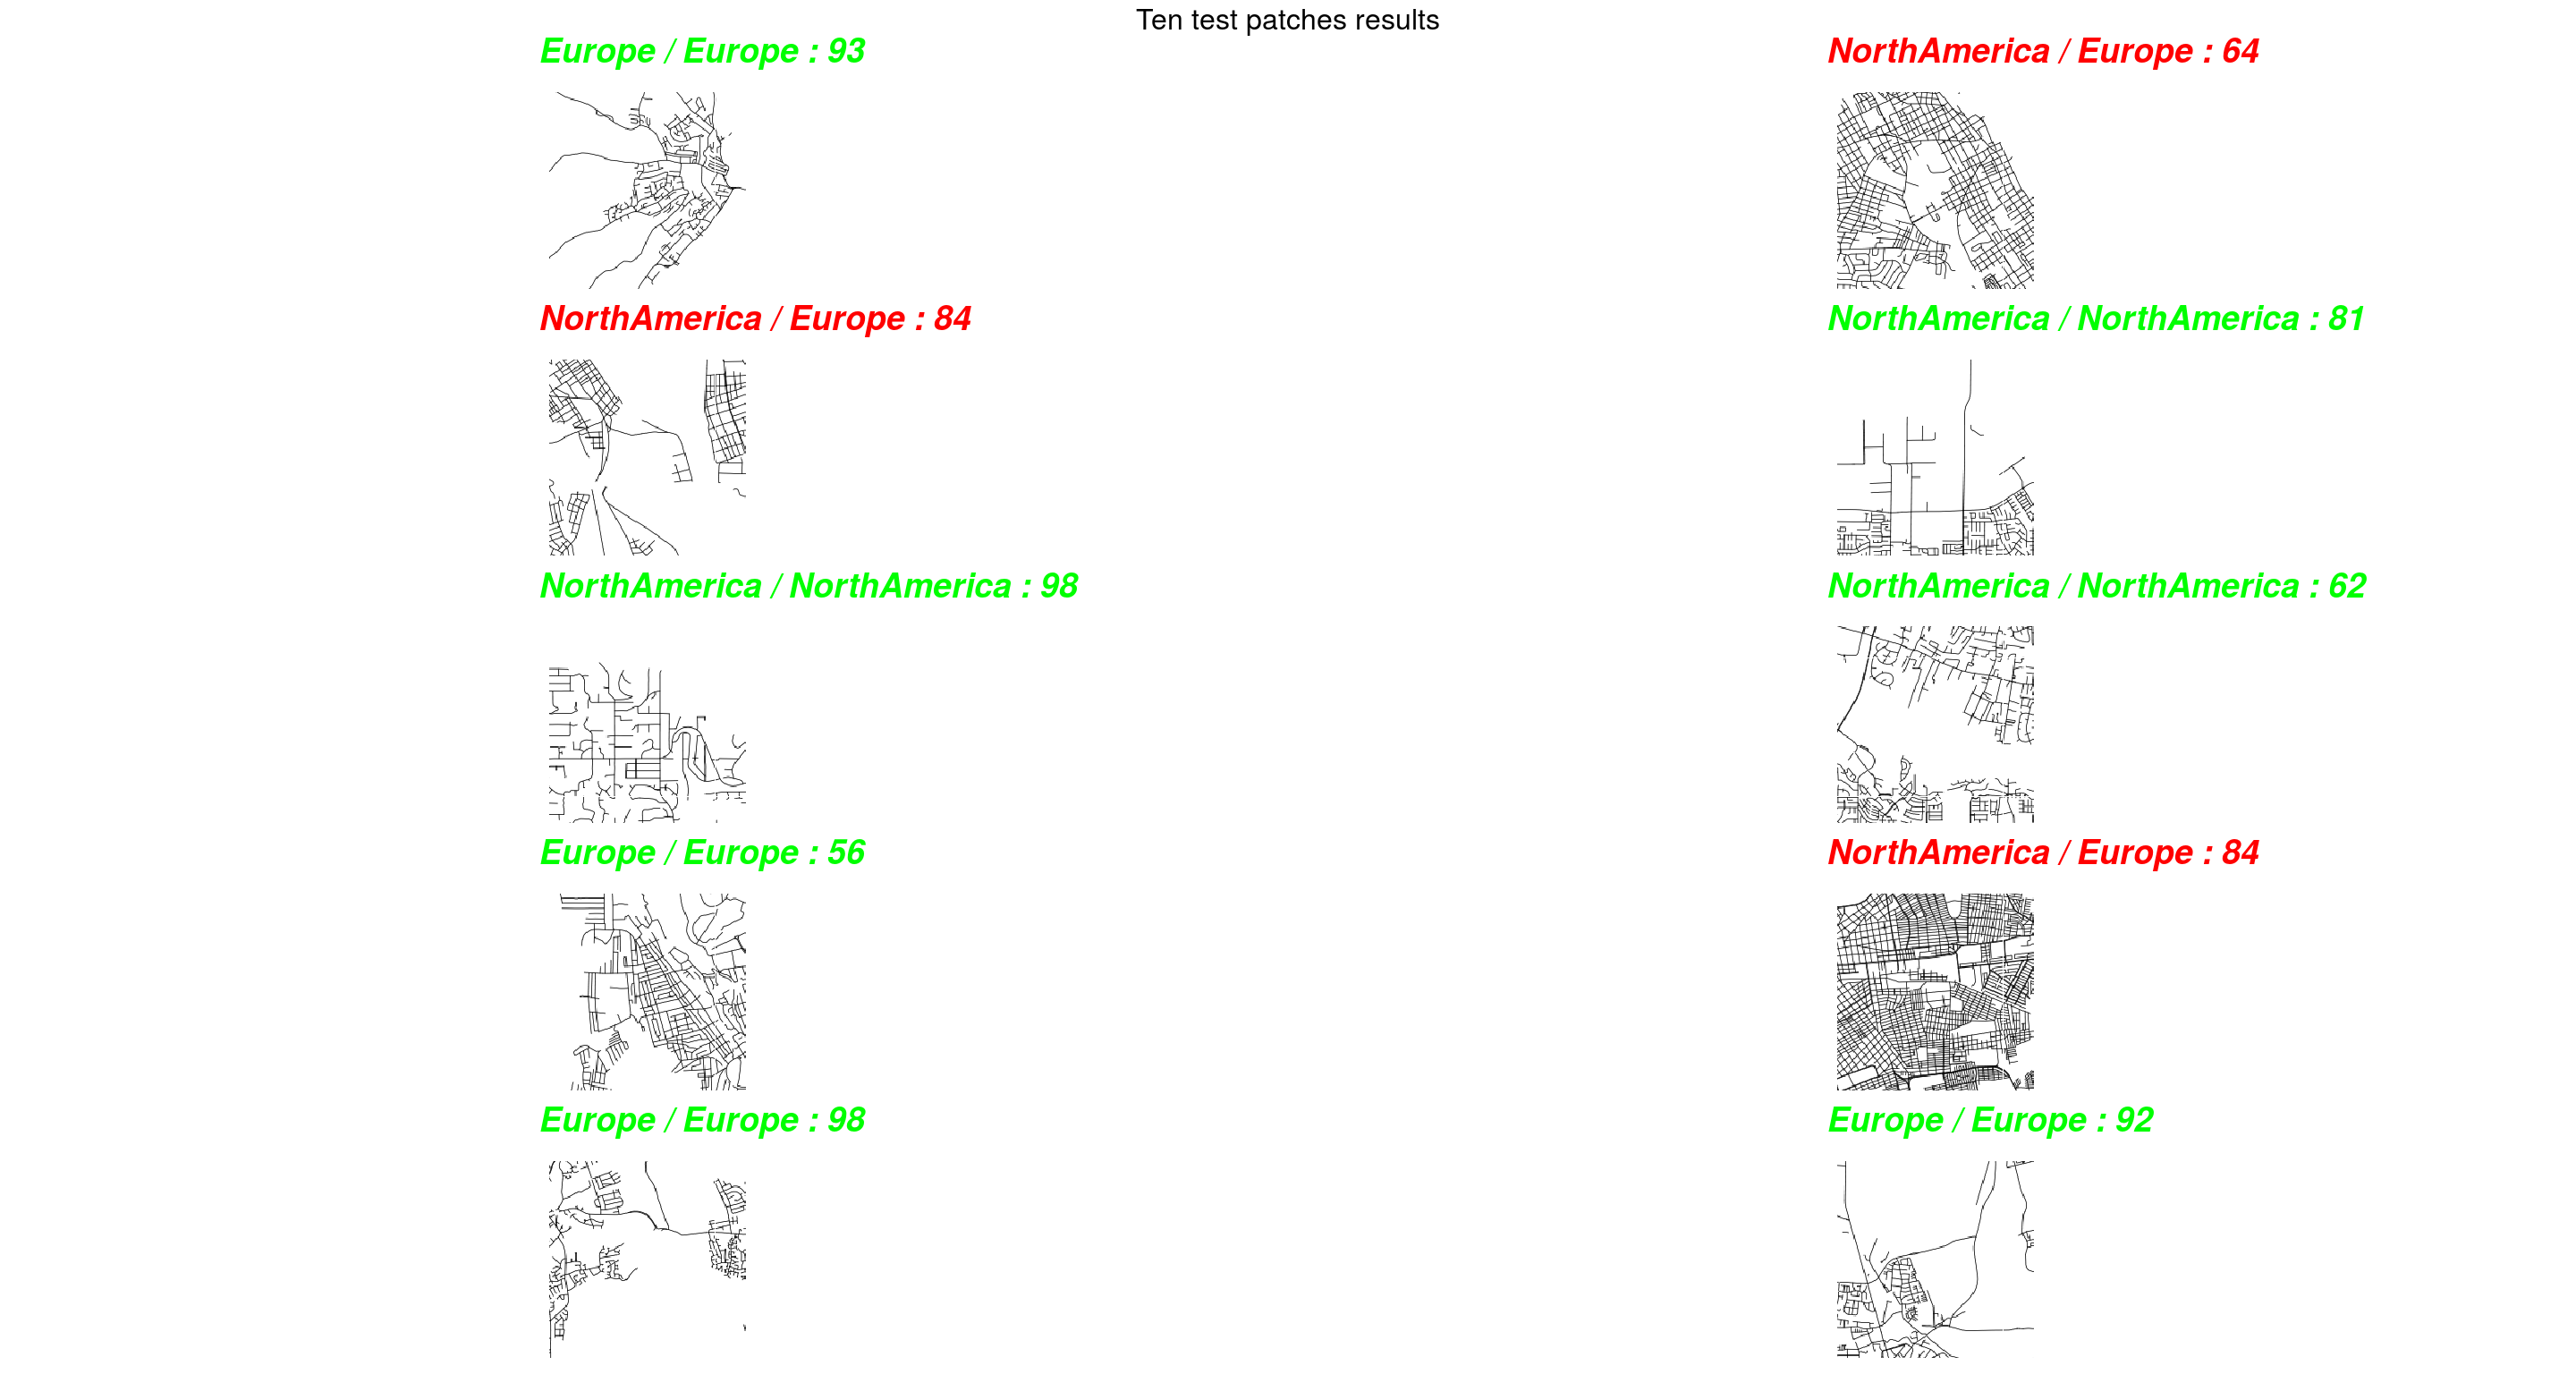 Ten test patches results
Europe / Europe : 93
NorthAmerica / Europe : 64
NorthAmerica / Europe : 84
NorthAmerica / NorthAmerica : 81
NorthAmerica / NorthAmerica : 98
NorthAmerica / NorthAmerica : 62
Europe / Europe : 56
NorthAmerica / Europe : 84
Europe / Europe : 98
Europe / Europe : 92